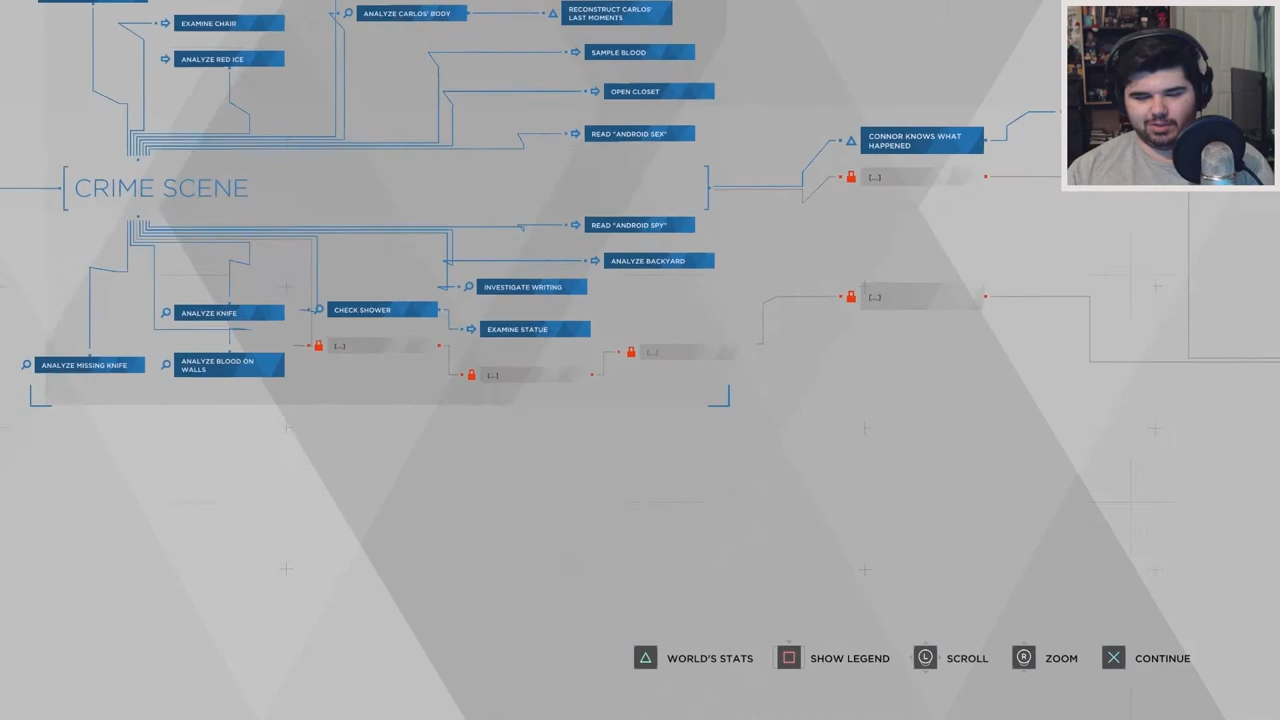 EXAMINE CHAIR
ANALYZE RED ICE
ANALYZE CARLOS' BODY
RECONSTRUCT CARLOS'
LAST MOMENTS
SAMPLE BLOOD
OPEN CLOSET
READ "ANDROID SEX"
CONNOR KNOWS WHAT
HAPPENED
[...]
CRIME SCENE
READ "ANDROID SPY"
ANALYZE BACKYARD
INVESTIGATE WRITING
[...]
ANALYZE KNIFE
CHECK SHOWER
EXAMINE STATUE
[...]
[...]
ANALYZE MISSING KNIFE
ANALYZE BLOOD ON
WALLS
[...]
WORLD'S STATS
SHOW LEGEND
L
SCROLL
R
ZOOM
CONTINUE